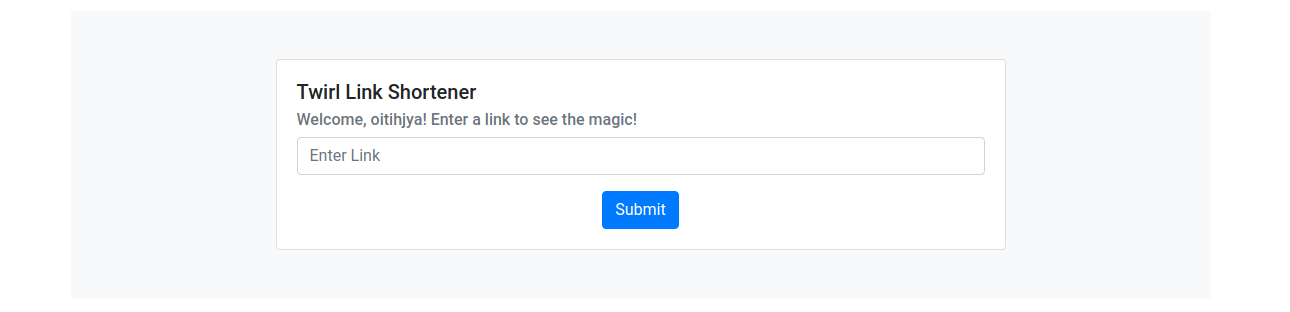 Twirl Link Shortener
Welcome, oitihjya! Enter a link to see the magic!
Enter Link
Submit